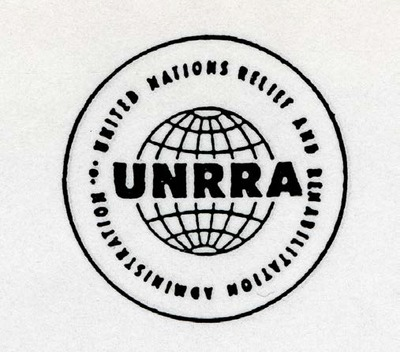 UNITED NATIONS RELIEF AND REHABILITATION ADMINISTRATION
UNRRA